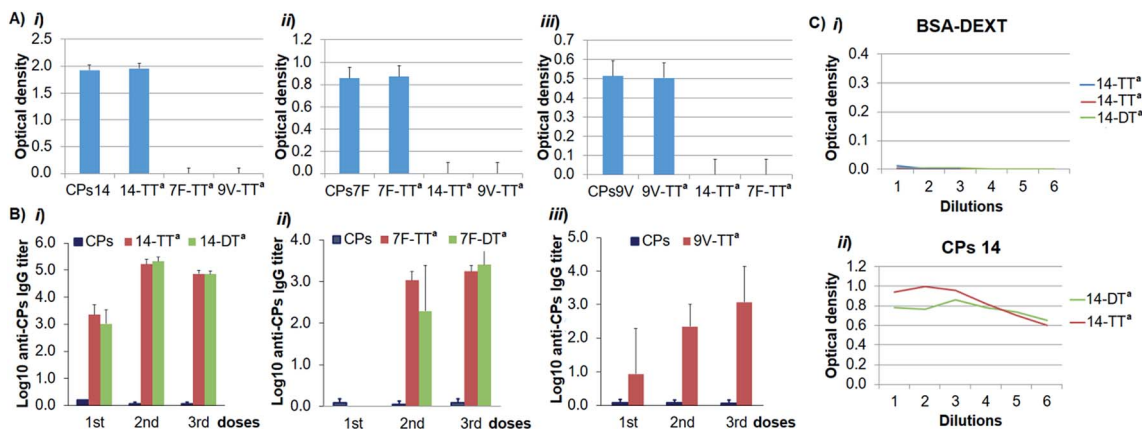 A) i)
Optical density
2.5
2.0
1.5
1.0
0.5
0.0
CPs14 14-TTᵃ 7F-TTᵃ 9V-TTᵃ
ii)
Optical density
1.2
1.0
0.8
0.6
0.4
0.2
0.0
CPs7F 7F-TTᵃ 14-TTᵃ 9V-TTᵃ
iii)
Optical density
0.7
0.6
0.5
0.4
0.3
0.2
0.1
0.0
CPs9V 9V-TTᵃ 14-TTᵃ 7F-TTᵃ
B) i)
Log10 anti-CPs IgG titer
CPs 14-TTᵃ 14-DTᵃ
6.0
5.0
4.0
3.0
2.0
1.0
0.0
1st 2nd 3rd doses
ii)
Log10 anti-CPs IgG titer
CPs 7F-TTᵃ 7F-DTᵃ
4.0
3.2
2.4
1.6
0.8
0.0
1st 2nd 3rd doses
iii)
Log10 anti-CPs IgG titer
CPs 9V-TTᵃ
5.0
4.0
3.0
2.0
1.0
0.0
1st 2nd 3rd doses
C) i) BSA-DEXT
Optical density
0.4
0.3
0.2
0.1
0.0
1 2 3 4 5 6
Dilutions
14-TTᵃ
14-TTᵃ
14-DTᵃ
ii) CPs 14
Optical density
1.2
1.0
0.8
0.6
0.4
0.2
0.0
1 2 3 4 5 6
Dilutions
14-DTᵃ
14-TTᵃ